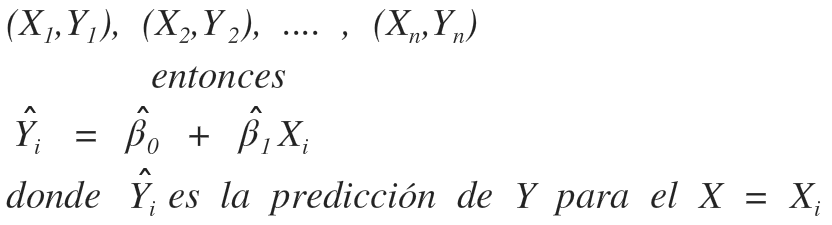 (X₁,Y₁), (X₂,Y₂), .... , (Xₙ,Yₙ)
entonces
Ŷᵢ = β̂₀ + β̂₁Xᵢ
donde Ŷᵢ es la predicción de Y para el X = Xᵢ